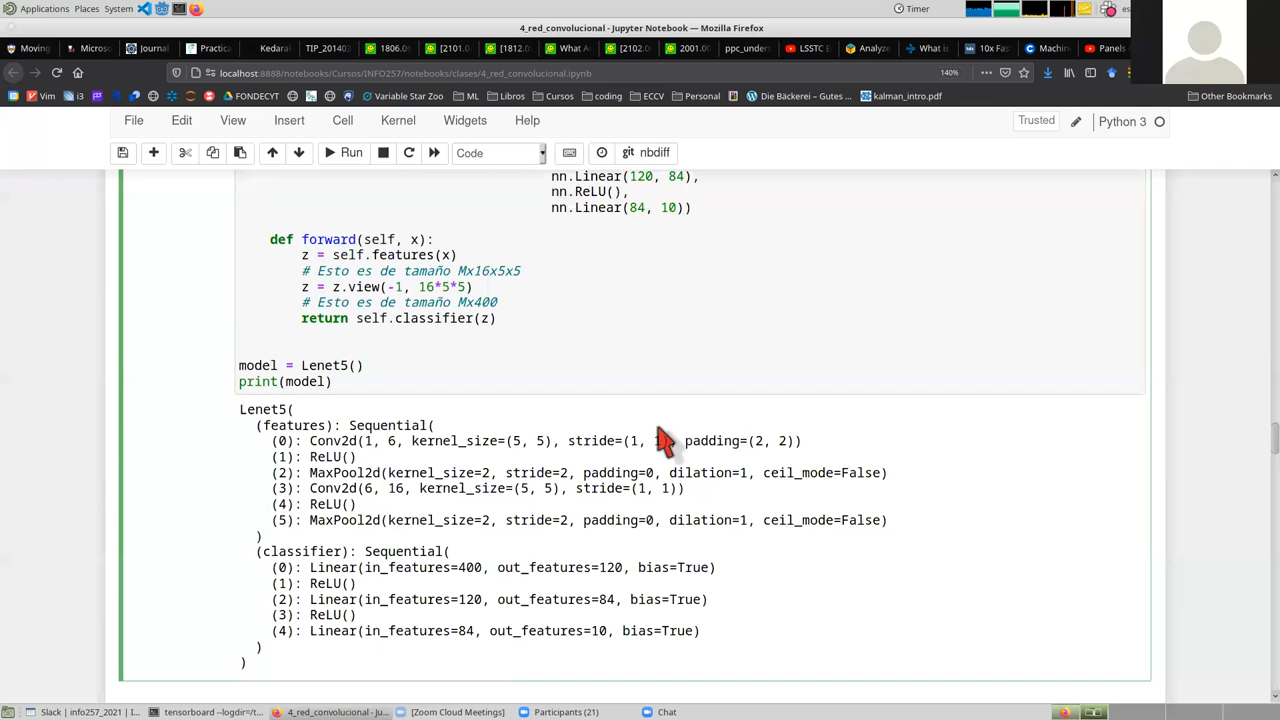 Applications Places System
Timer
es
4_red_convolucional - Jupyter Notebook — Mozilla Firefox
Moving Microso Journal Practica Kedarak TIP_201403 1806.06 [2101.0 [1812.0 What A [2102.0 2001.00 ppc_unders LSSTC E Analyze What is 10x Fas Machine Panels
localhost:8888/notebooks/Cursos/INFO257/notebooks/clases/4_red_convolucional.ipynb 140%
Vim i3 FONDECYT Variable Star Zoo ML Libros Cursos coding ECCV Personal Die Bäckerei – Gutes … kalman_intro.pdf Other Bookmarks
File Edit View Insert Cell Kernel Widgets Help Trusted Python 3
Run Code git nbdiff
nn.Linear(120, 84),
nn.ReLU(),
nn.Linear(84, 10))
def forward(self, x):
z = self.features(x)
# Esto es de tamaño Mx16x5x5
z = z.view(-1, 16*5*5)
# Esto es de tamaño Mx400
return self.classifier(z)
model = Lenet5()
print(model)
Lenet5(
(features): Sequential(
(0): Conv2d(1, 6, kernel_size=(5, 5), stride=(1, 1), padding=(2, 2))
(1): ReLU()
(2): MaxPool2d(kernel_size=2, stride=2, padding=0, dilation=1, ceil_mode=False)
(3): Conv2d(6, 16, kernel_size=(5, 5), stride=(1, 1))
(4): ReLU()
(5): MaxPool2d(kernel_size=2, stride=2, padding=0, dilation=1, ceil_mode=False)
)
(classifier): Sequential(
(0): Linear(in_features=400, out_features=120, bias=True)
(1): ReLU()
(2): Linear(in_features=120, out_features=84, bias=True)
(3): ReLU()
(4): Linear(in_features=84, out_features=10, bias=True)
)
)
Slack | info257_2021 | I... tensorboard --logdir=/t... 4_red_convolucional - Ju... [Zoom Cloud Meetings] Participants (21) Chat